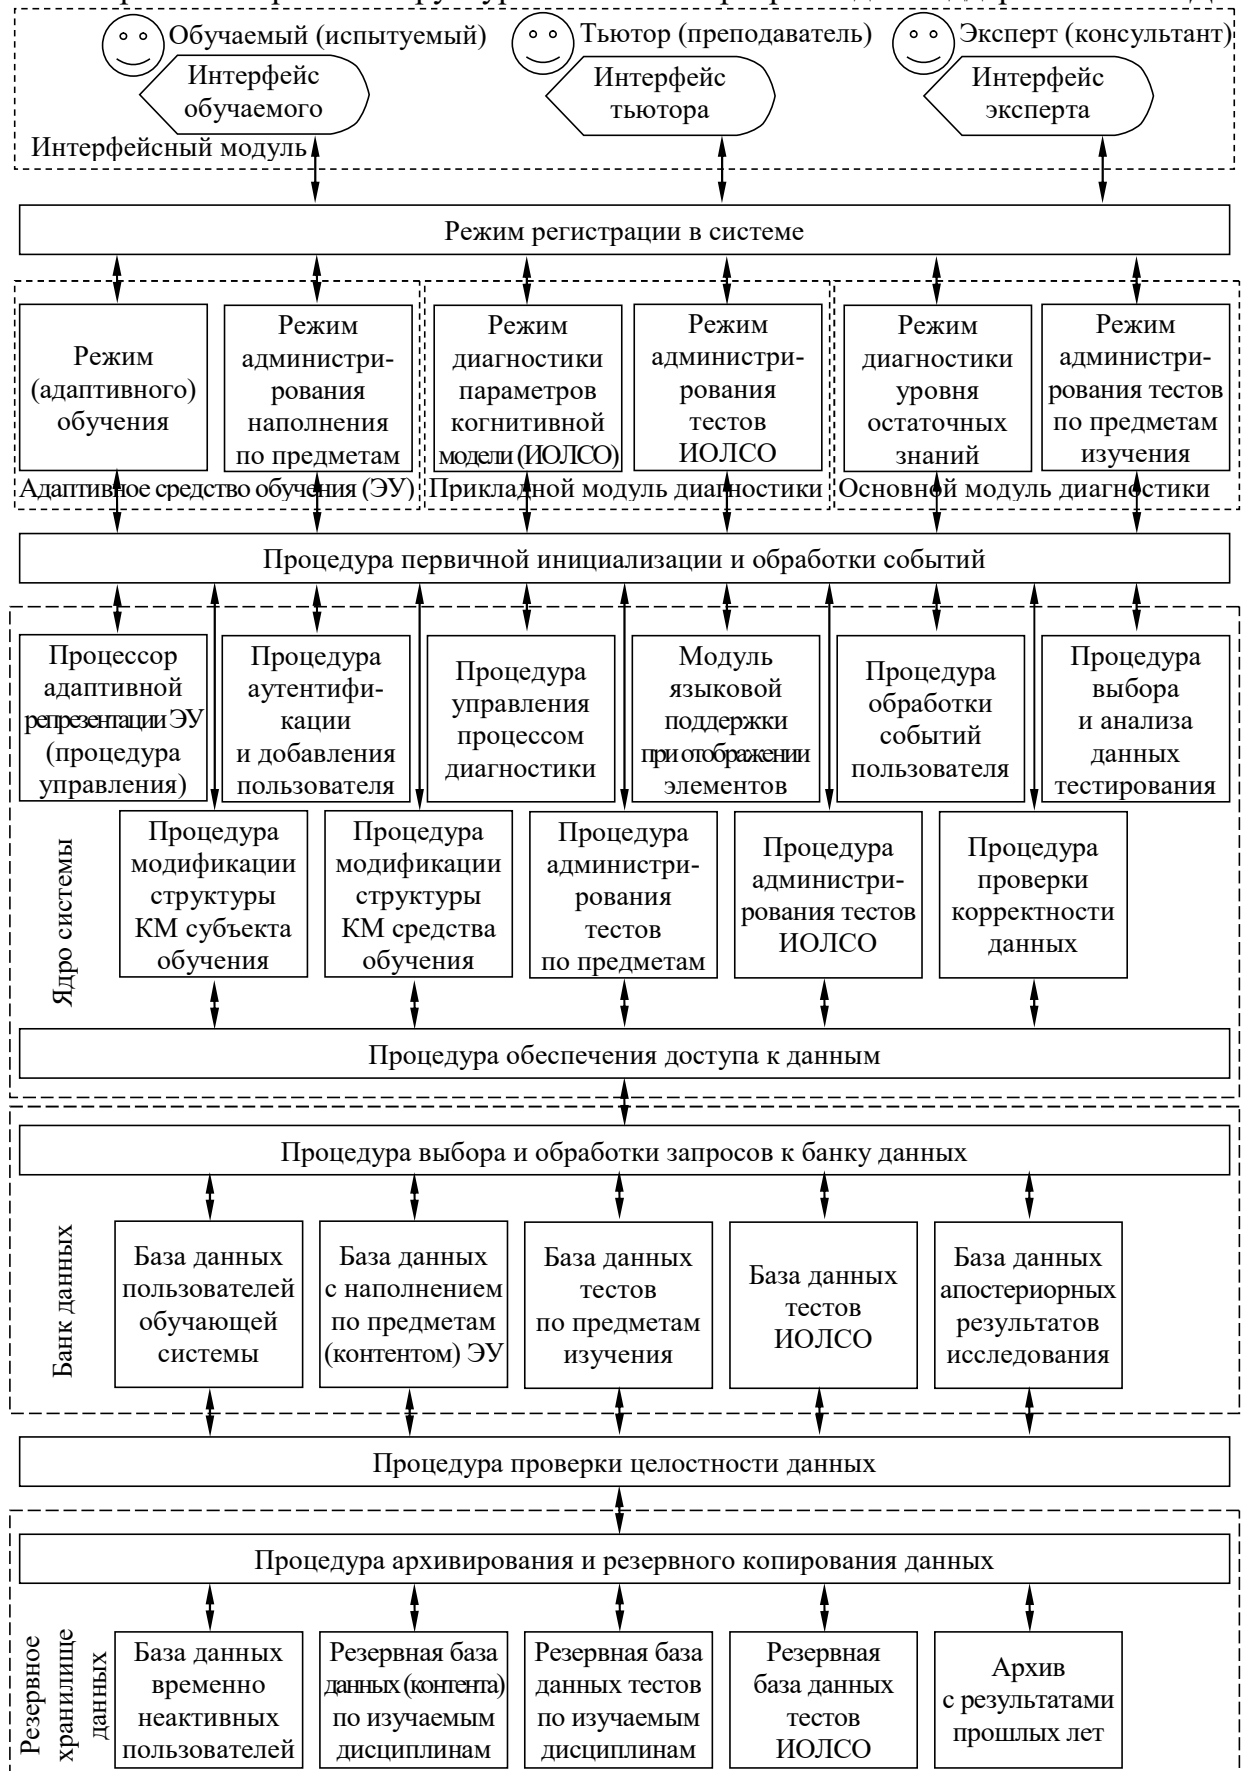 Обучаемый (испытуемый)
Тьютор (преподаватель)
Эксперт (консультант)
Интерфейс
обучаемого
Интерфейс
тьютора
Интерфейс
эксперта
Интерфейсный модуль
Режим регистрации в системе
Режим
(адаптивного)
обучения
Режим
администри-
рования
наполнения
по предметам
Режим
диагностики
параметров
когнитивной
модели (ИОЛСО)
Режим
администри-
рования
тестов
ИОЛСО
Режим
диагностики
уровня
остаточных
знаний
Режим
администри-
рования тестов
по предметам
изучения
Адаптивное средство обучения (ЭУ)
Прикладной модуль диагностики
Основной модуль диагностики
Процедура первичной инициализации и обработки событий
Процессор
адаптивной
репрезентации ЭУ
(процедура
управления)
Процедура
аутентифи-
кации
и добавления
пользователя
Процедура
управления
процессом
диагностики
Модуль
языковой
поддержки
при отображении
элементов
Процедура
обработки
событий
пользователя
Процедура
выбора
и анализа
данных
тестирования
Ядро системы
Процедура
модификации
структуры
КМ субъекта
обучения
Процедура
модификации
структуры
КМ средства
обучения
Процедура
администри-
рования
тестов
по предметам
Процедура
администри-
рования тестов
ИОЛСО
Процедура
проверки
корректности
данных
Процедура обеспечения доступа к данным
Процедура выбора и обработки запросов к банку данных
Банк данных
База данных
пользователей
обучающей
системы
База данных
с наполнением
по предметам
(контентом) ЭУ
База данных
тестов
по предметам
изучения
База данных
тестов
ИОЛСО
База данных
апостериорных
результатов
исследования
Процедура проверки целостности данных
Процедура архивирования и резервного копирования данных
Резервное
хранилище
данных
База данных
временно
неактивных
пользователей
Резервная база
данных (контента)
по изучаемым
дисциплинам
Резервная база
данных тестов
по изучаемым
дисциплинам
Резервная
база данных
тестов
ИОЛСО
Архив
с результатами
прошлых лет